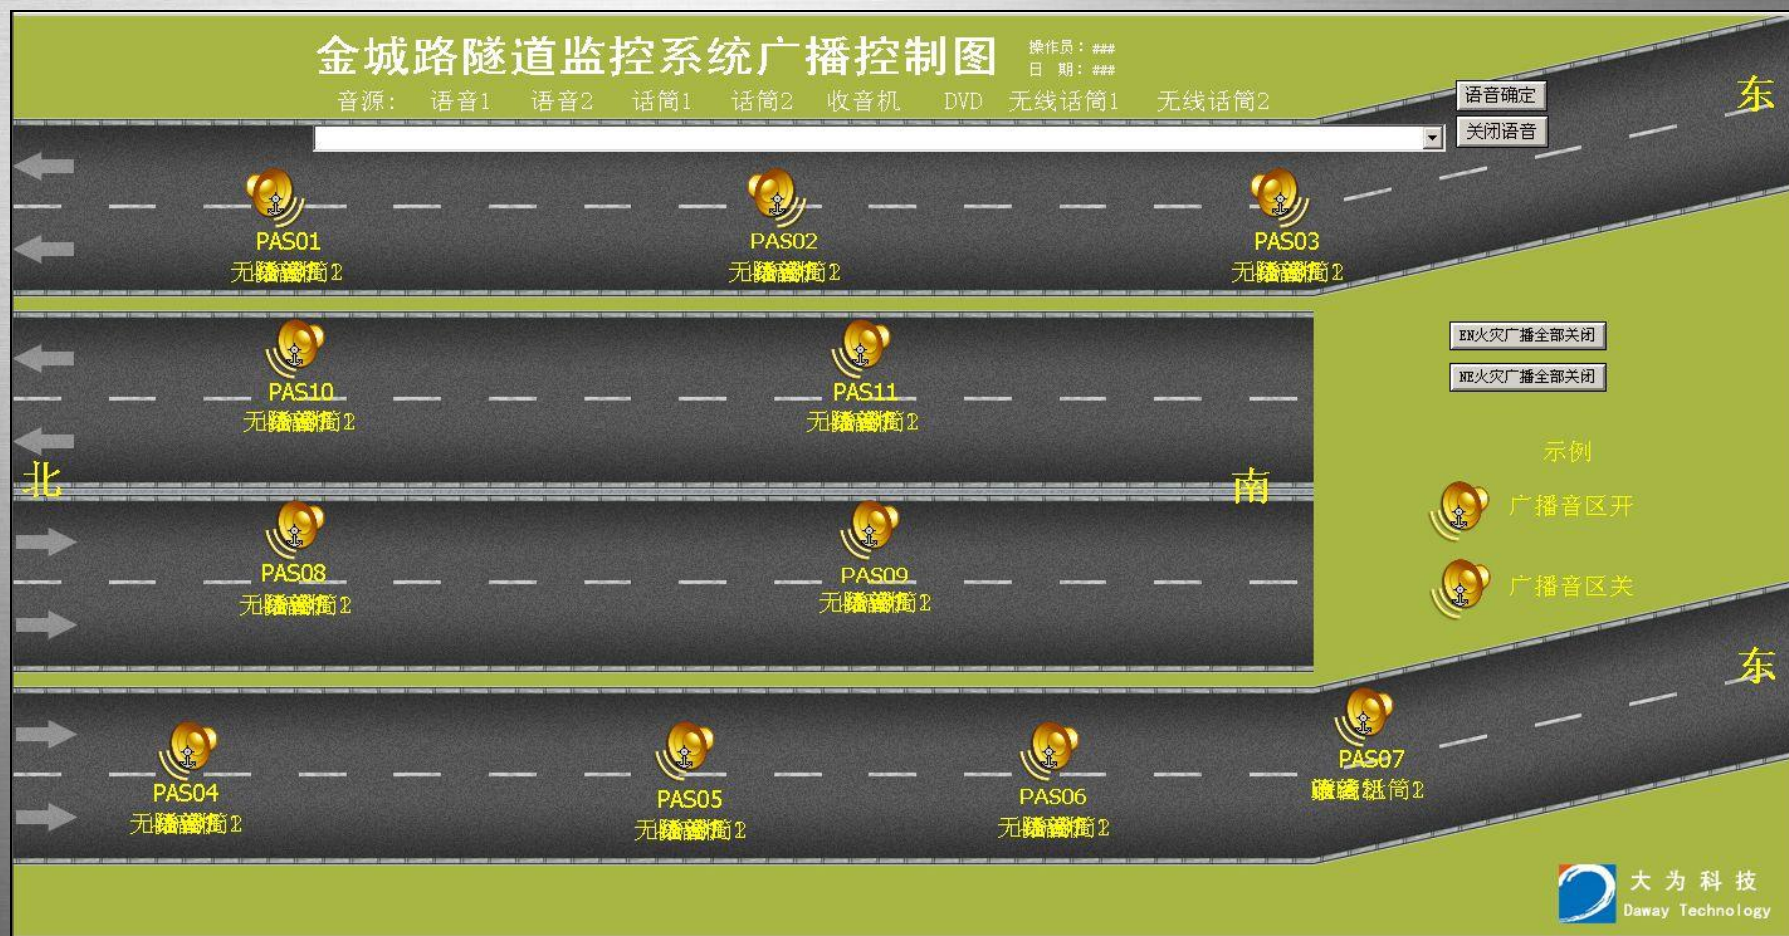 金城路隧道监控系统广播控制图
操作员：###
日 期：###
音源： 语音1 语音2 话筒1 话筒2 收音机 DVD 无线话筒1 无线话筒2
语音确定
关闭语音
东
PAS01
PAS02
PAS03
EN火灾广播全部关闭
NE火灾广播全部关闭
PAS10
PAS11
示例
北
南
广播音区开
PAS08
PAS09
广播音区关
东
PAS04
PAS05
PAS06
PAS07
大为科技
Daway Technology